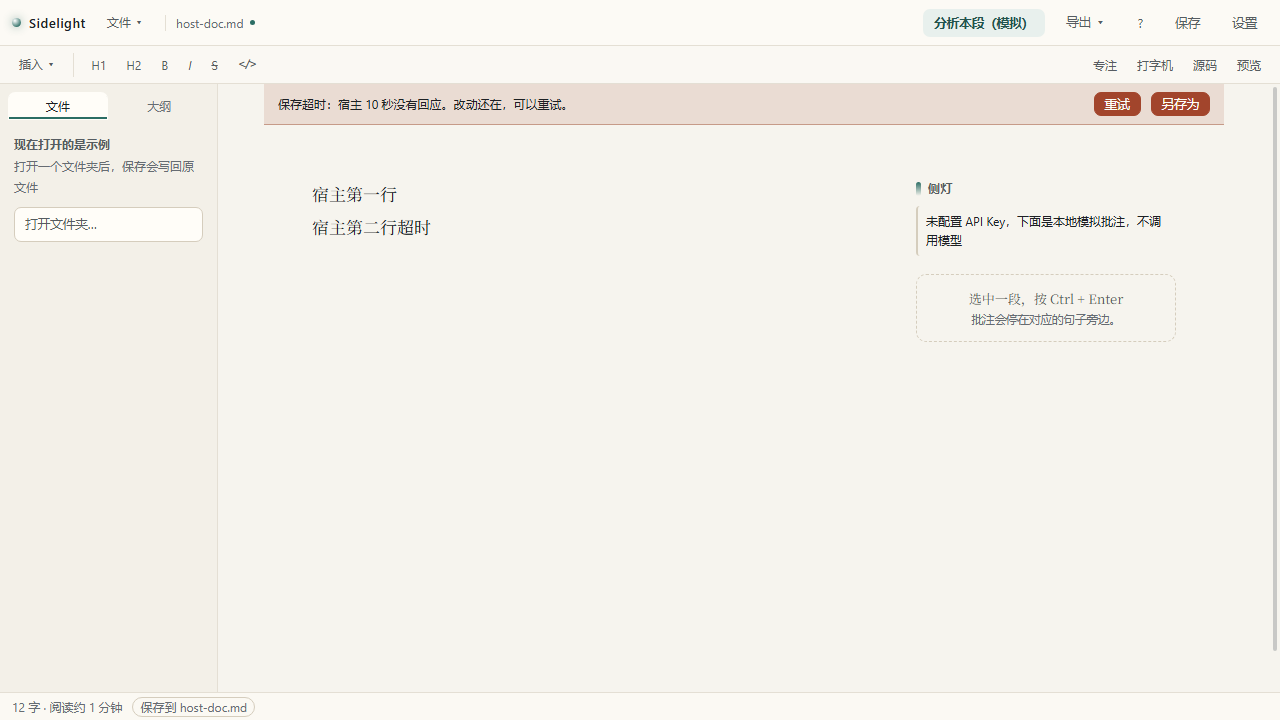 Sidelight 文件 host-doc.md 分析本段（模拟） 导出 ? 保存 设置
插入 H1 H2 B I S </> 专注 打字机 源码 预览
文件 大纲
现在打开的是示例
打开一个文件夹后，保存会写回原
文件
打开文件夹...
保存超时：宿主 10 秒没有回应。改动还在，可以重试。 重试 另存为
宿主第一行
宿主第二行超时
侧灯
未配置 API Key，下面是本地模拟批注，不调
用模型
选中一段，按 Ctrl + Enter
批注会停在对应的句子旁边。
12 字 · 阅读约 1 分钟 保存到 host-doc.md